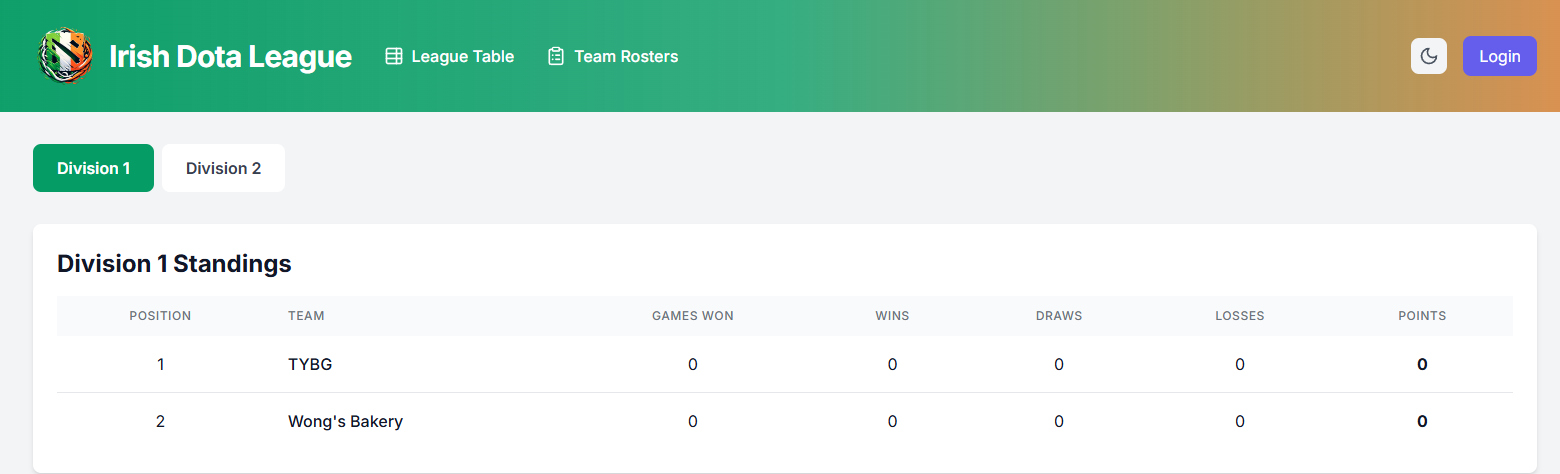 Irish Dota League
League Table
Team Rosters
Login
Division 1
Division 2
Division 1 Standings
POSITION TEAM GAMES WON WINS DRAWS LOSSES POINTS
1 TYBG 0 0 0 0 0
2 Wong's Bakery 0 0 0 0 0